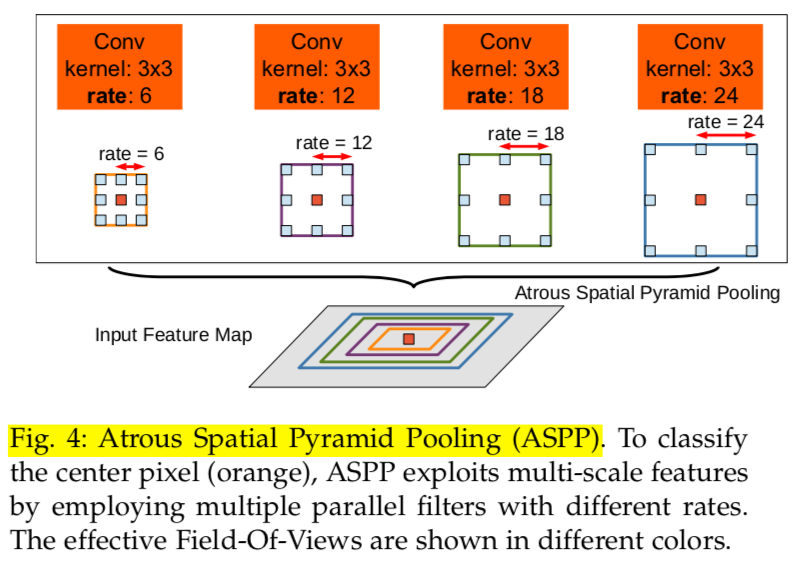 Conv
kernel: 3x3
rate: 6
Conv
kernel: 3x3
rate: 12
Conv
kernel: 3x3
rate: 18
Conv
kernel: 3x3
rate: 24
rate = 6
rate = 12
rate = 18
rate = 24
Atrous Spatial Pyramid Pooling
Input Feature Map
Fig. 4: Atrous Spatial Pyramid Pooling (ASPP). To classify
the center pixel (orange), ASPP exploits multi-scale features
by employing multiple parallel filters with different rates.
The effective Field-Of-Views are shown in different colors.